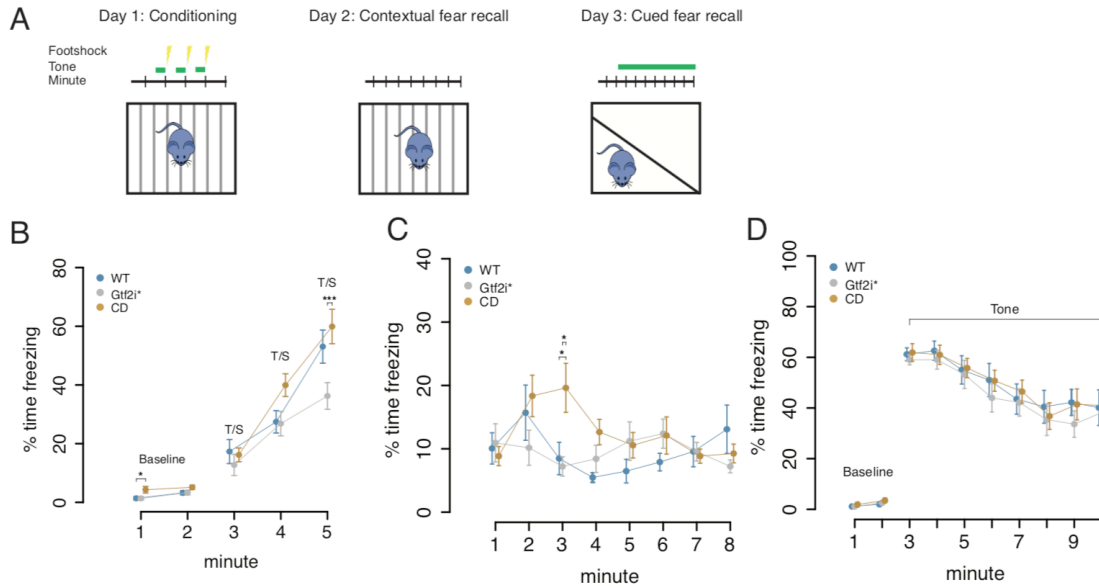 A
Day 1: Conditioning
Day 2: Contextual fear recall
Day 3: Cued fear recall
Footshock
Tone
Minute
B
% time freezing
80
60
40
20
0
WT
Gtf2i*
CD
*
Baseline
T/S
T/S
T/S
***
1 2 3 4 5
minute
C
% time freezing
40
30
20
10
0
WT
Gtf2i*
CD
*
*
1 2 3 4 5 6 7 8
minute
D
% time freezing
100
80
60
40
20
0
WT
Gtf2i*
CD
Tone
Baseline
1 3 5 7 9
minute